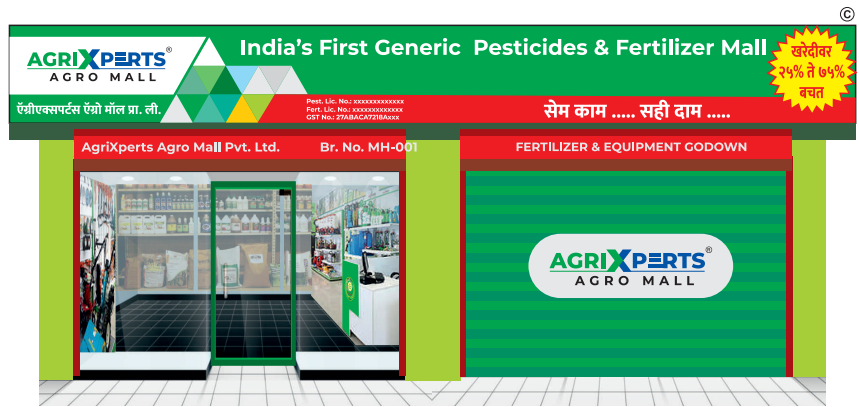 ©
AGRIXPERTS®
AGRO MALL
ऍग्रीएक्सपर्टस ऍग्रो मॉल प्रा. ली.
India's First Generic Pesticides & Fertilizer Mall
खरेदीवर
२५% ते ७५%
बचत
Pest. Lic. No.: xxxxxxxxxxxxx
Fert. Lic. No.: xxxxxxxxxxxxx
GST No.: 27ABACA7218Axxx
सेम काम ..... सही दाम .....
AgriXperts Agro Mall Pvt. Ltd. Br. No. MH-001
FERTILIZER & EQUIPMENT GODOWN
AGRIXPERTS®
AGRO MALL